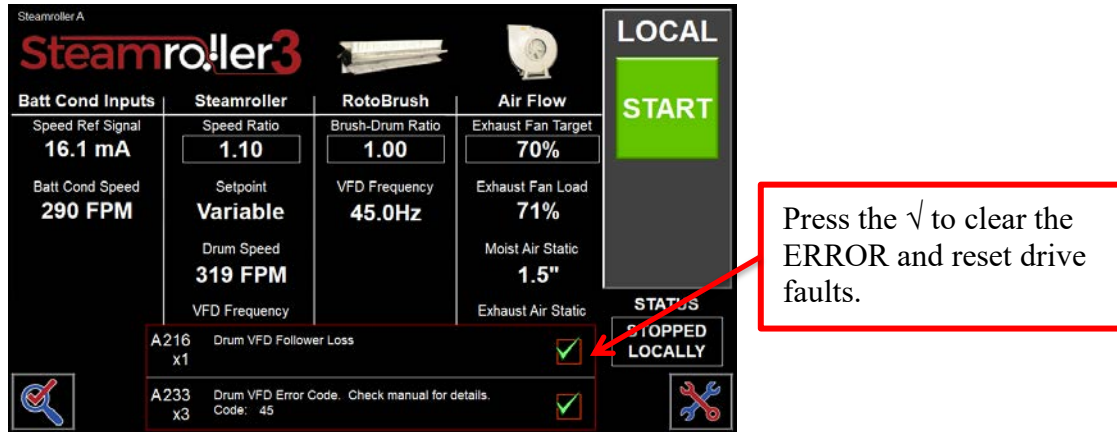 Steamroller A
Steamro!ler3
LOCAL
START
Batt Cond Inputs
Steamroller
RotoBrush
Air Flow
Speed Ref Signal
Speed Ratio
Brush-Drum Ratio
Exhaust Fan Target
16.1 mA
1.10
1.00
70%
Batt Cond Speed
Setpoint
VFD Frequency
Exhaust Fan Load
290 FPM
Variable
45.0Hz
71%
Drum Speed
Moist Air Static
319 FPM
1.5"
VFD Frequency
Exhaust Air Static
STATUS
STOPPED
LOCALLY
A216 Drum VFD Follower Loss
x1
A233 Drum VFD Error Code. Check manual for details.
x3 Code: 45
Press the √ to clear the
ERROR and reset drive
faults.